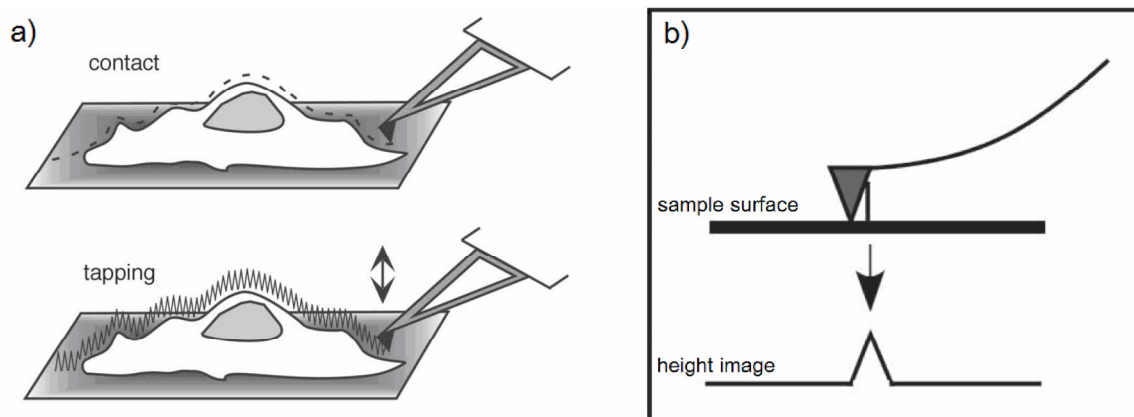 a)
contact
tapping
b)
sample surface
height image